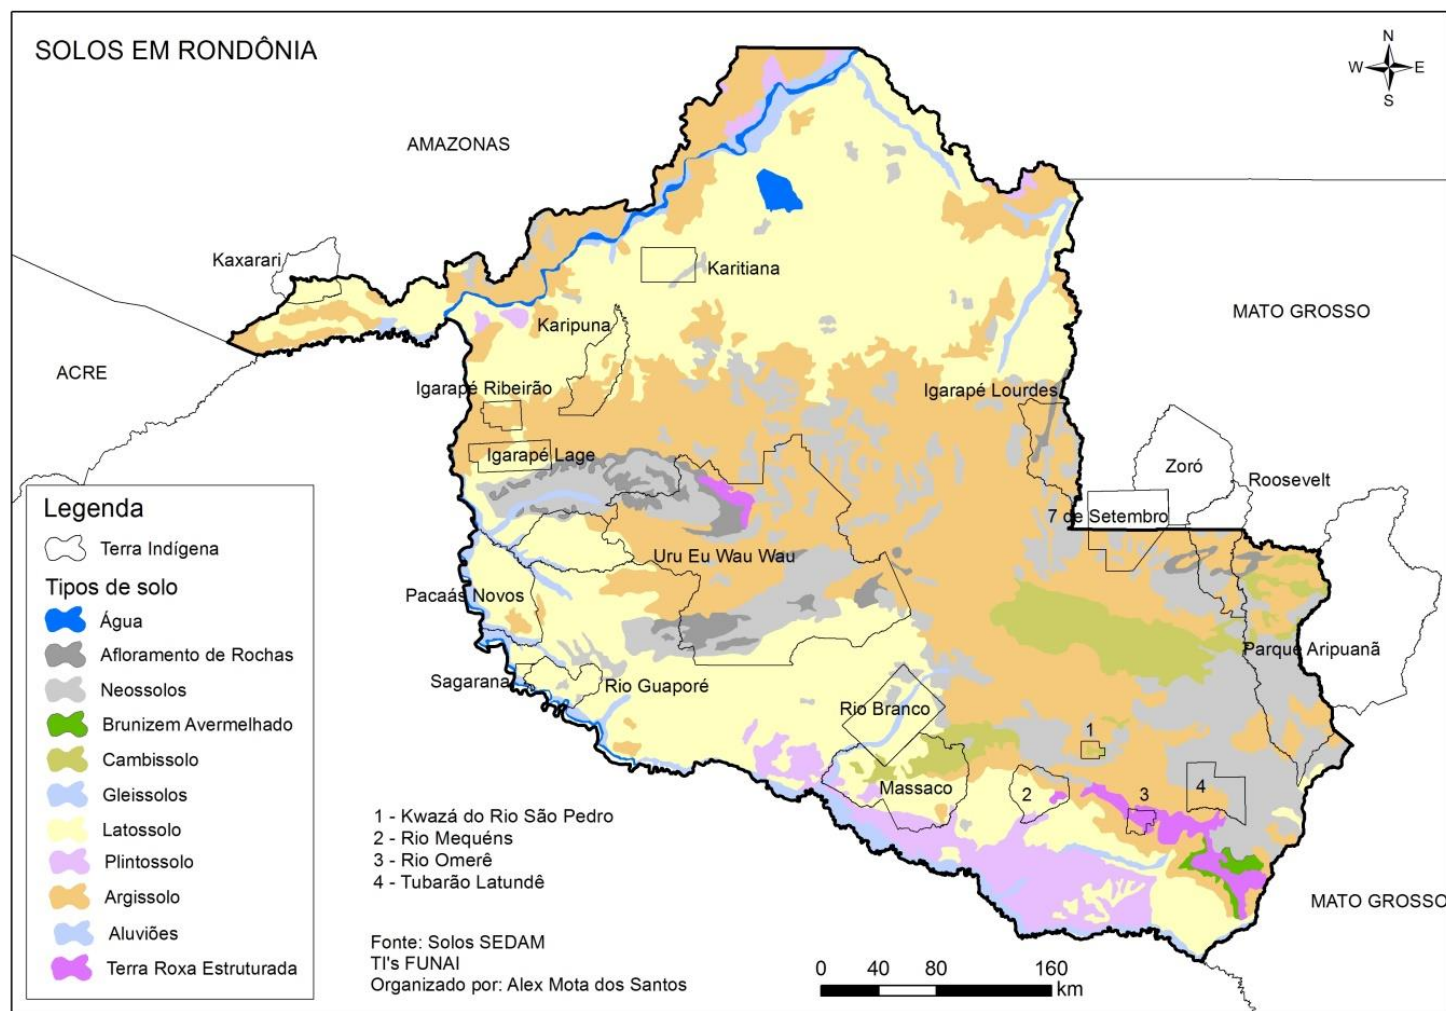 SOLOS EM RONDÔNIA
N
W E
S
AMAZONAS
Kaxarari
Karitiana
MATO GROSSO
Karipuna
ACRE
Igarapé Ribeirão
Igarapé Lourdes
Igarapé Lage
Zoró
Roosevelt
7 de Setembro
Uru Eu Wau Wau
Pacaás Novos
Parque Aripuanã
Sagarana
Rio Guaporé
Rio Branco
1
Massaco
2
3
4
MATO GROSSO
Legenda
Terra Indígena
Tipos de solo
Água
Afloramento de Rochas
Neossolos
Brunizem Avermelhado
Cambissolo
Gleissolos
Latossolo
Plintossolo
Argissolo
Aluviões
Terra Roxa Estruturada
1 - Kwazá do Rio São Pedro
2 - Rio Mequéns
3 - Rio Omerê
4 - Tubarão Latundê
Fonte: Solos SEDAM
TI's FUNAI
Organizado por: Alex Mota dos Santos
0 40 80 160
km